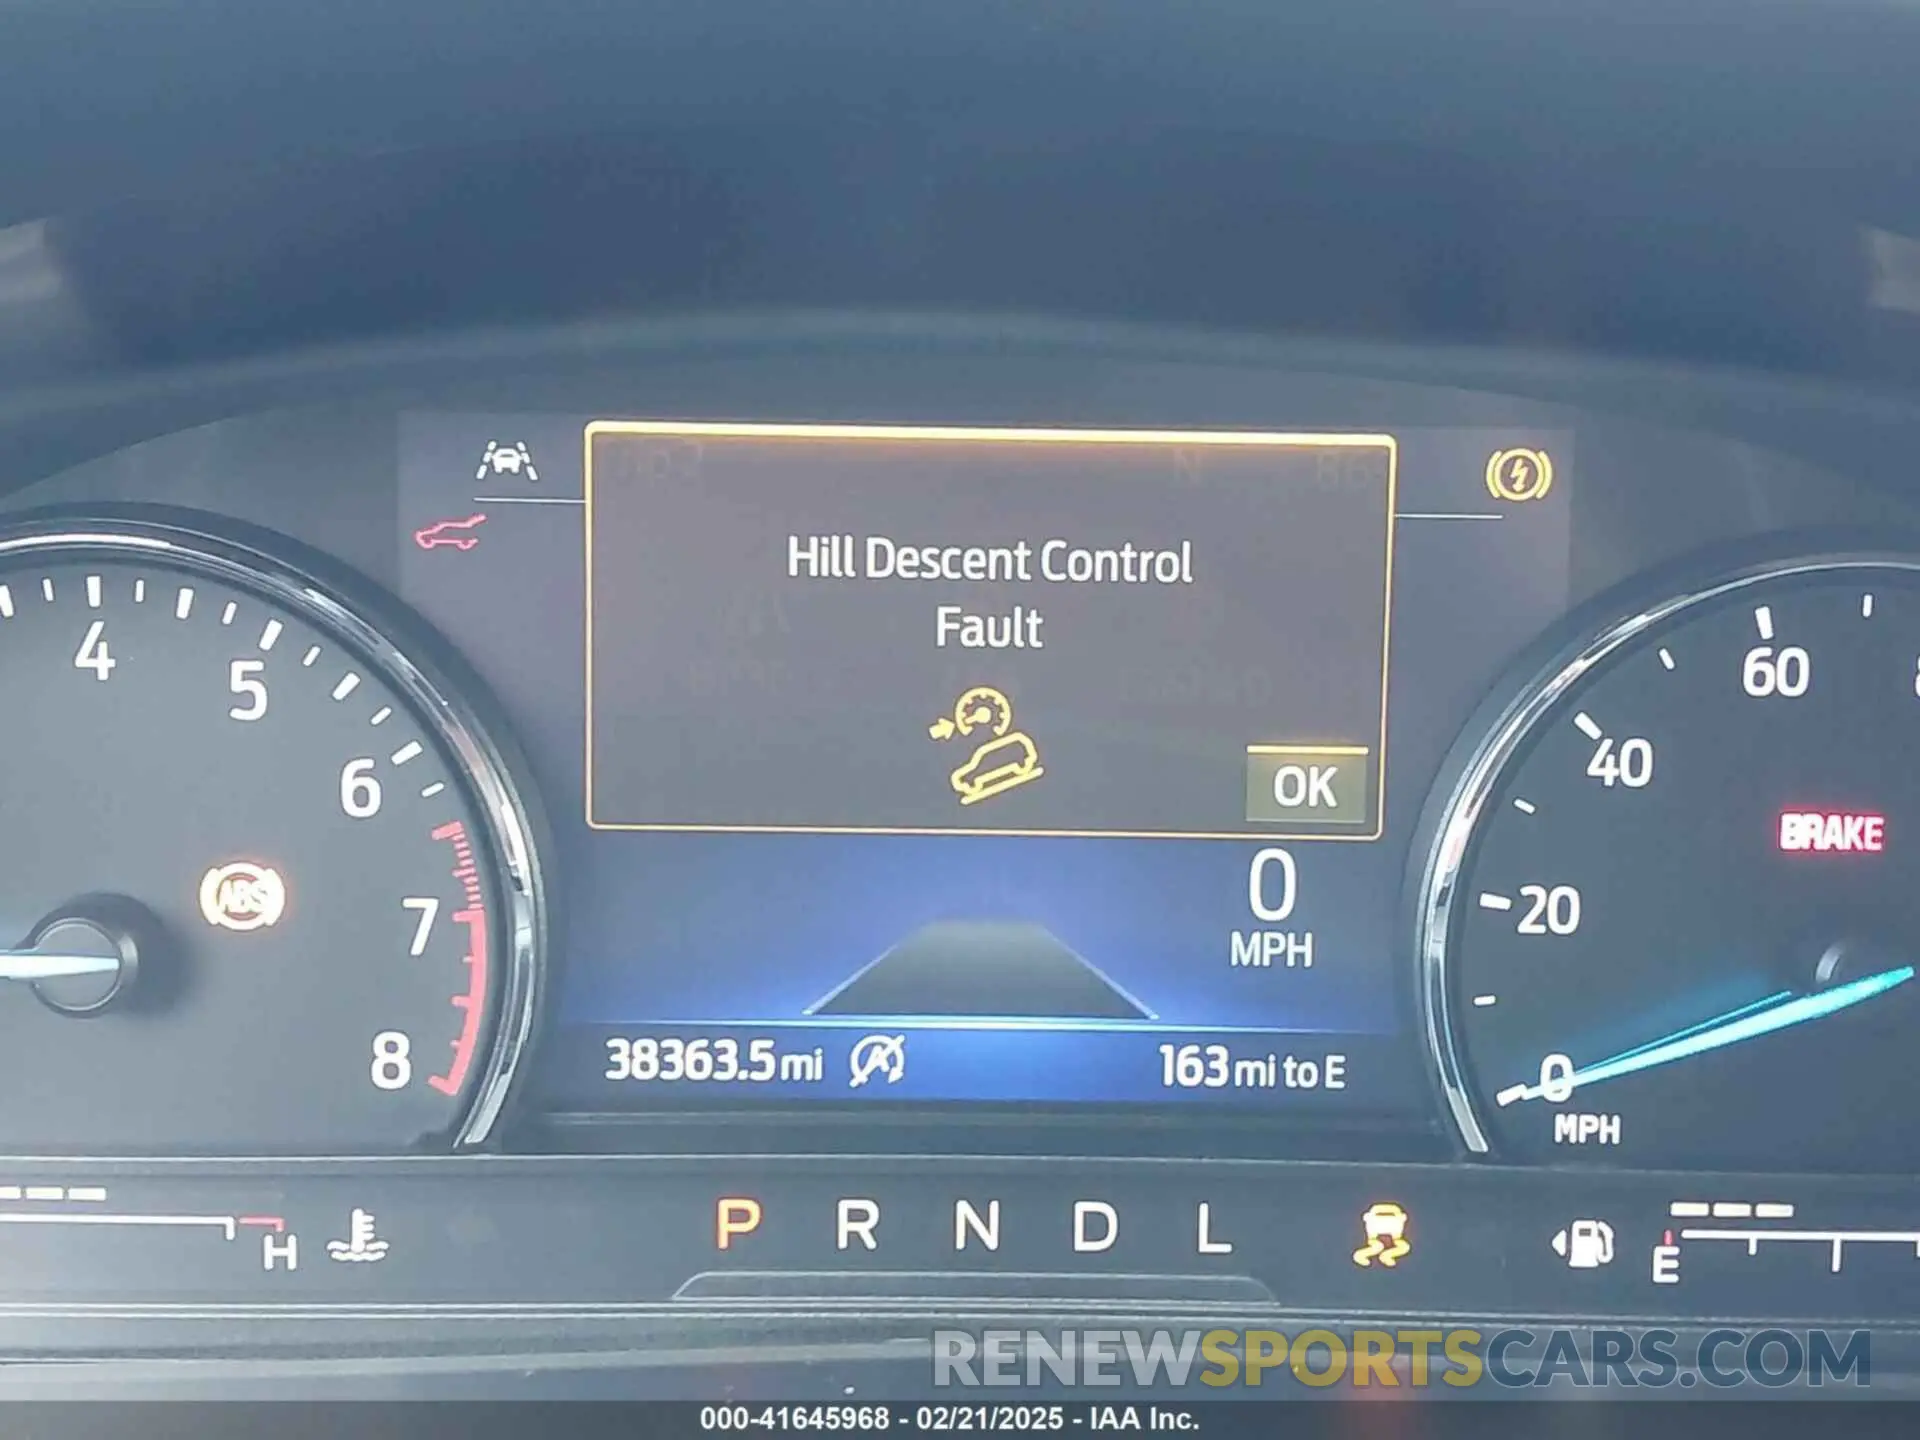 Hill Descent Control
Fault
OK
4
5
6
7
8
ABS
0
MPH
38363.5 mi
A
163 mi to E
60
40
20
0
MPH
BRAKE
H
P R N D L
E
RENEWSPORTSCARS.COM
000-41645968 - 02/21/2025 - IAA Inc.